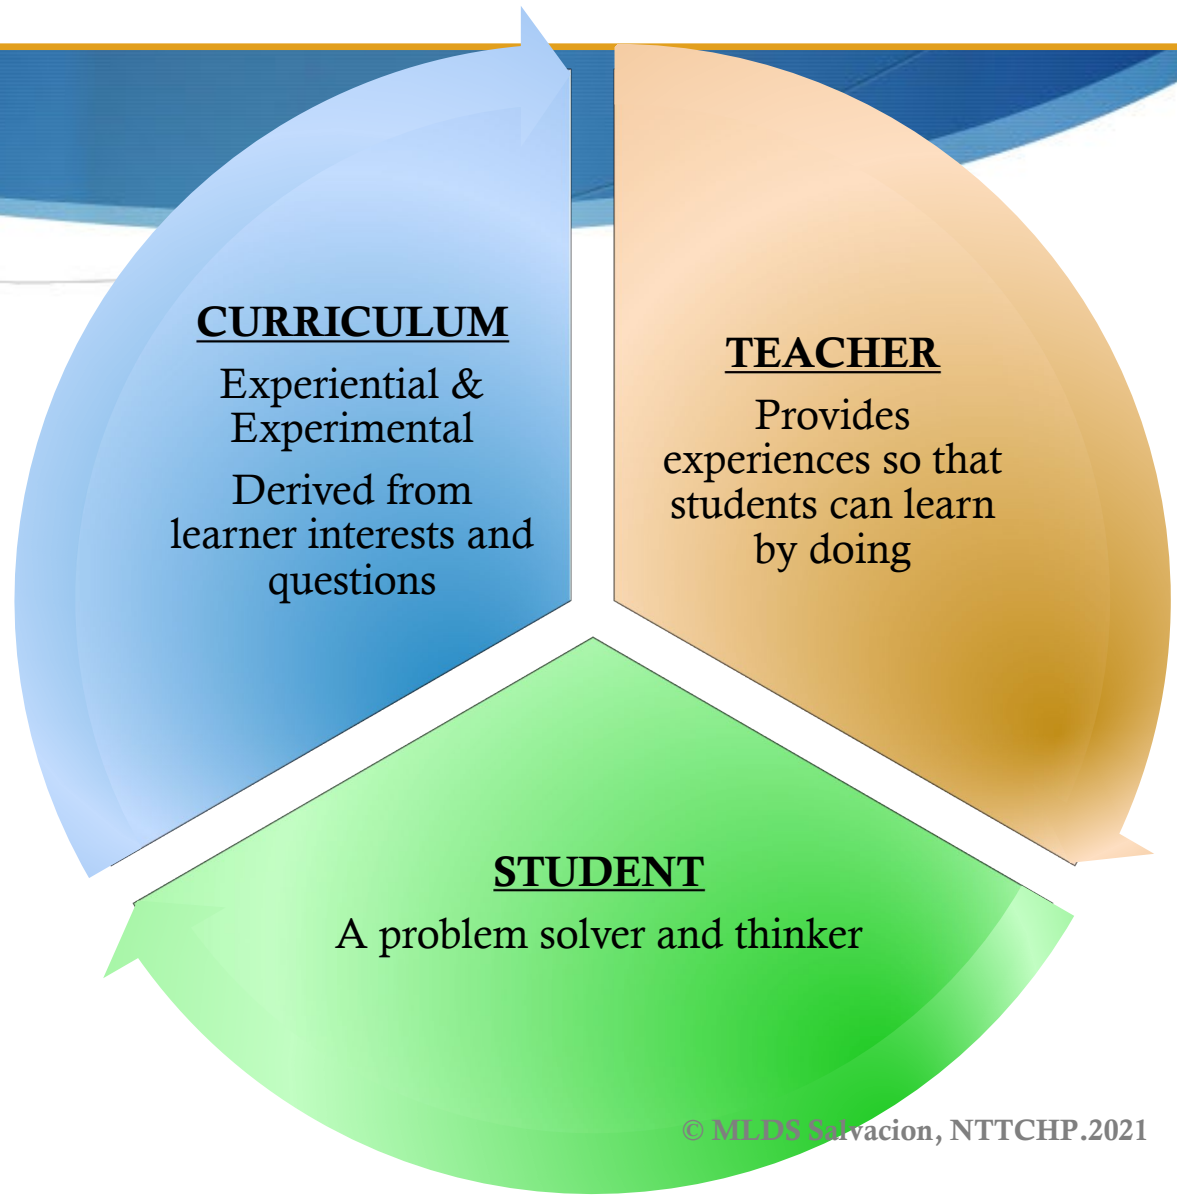 CURRICULUM
Experiential &
Experimental
Derived from
learner interests and
questions
TEACHER
Provides
experiences so that
students can learn
by doing
STUDENT
A problem solver and thinker
© MLDS Salvacion, NTTCHP.2021